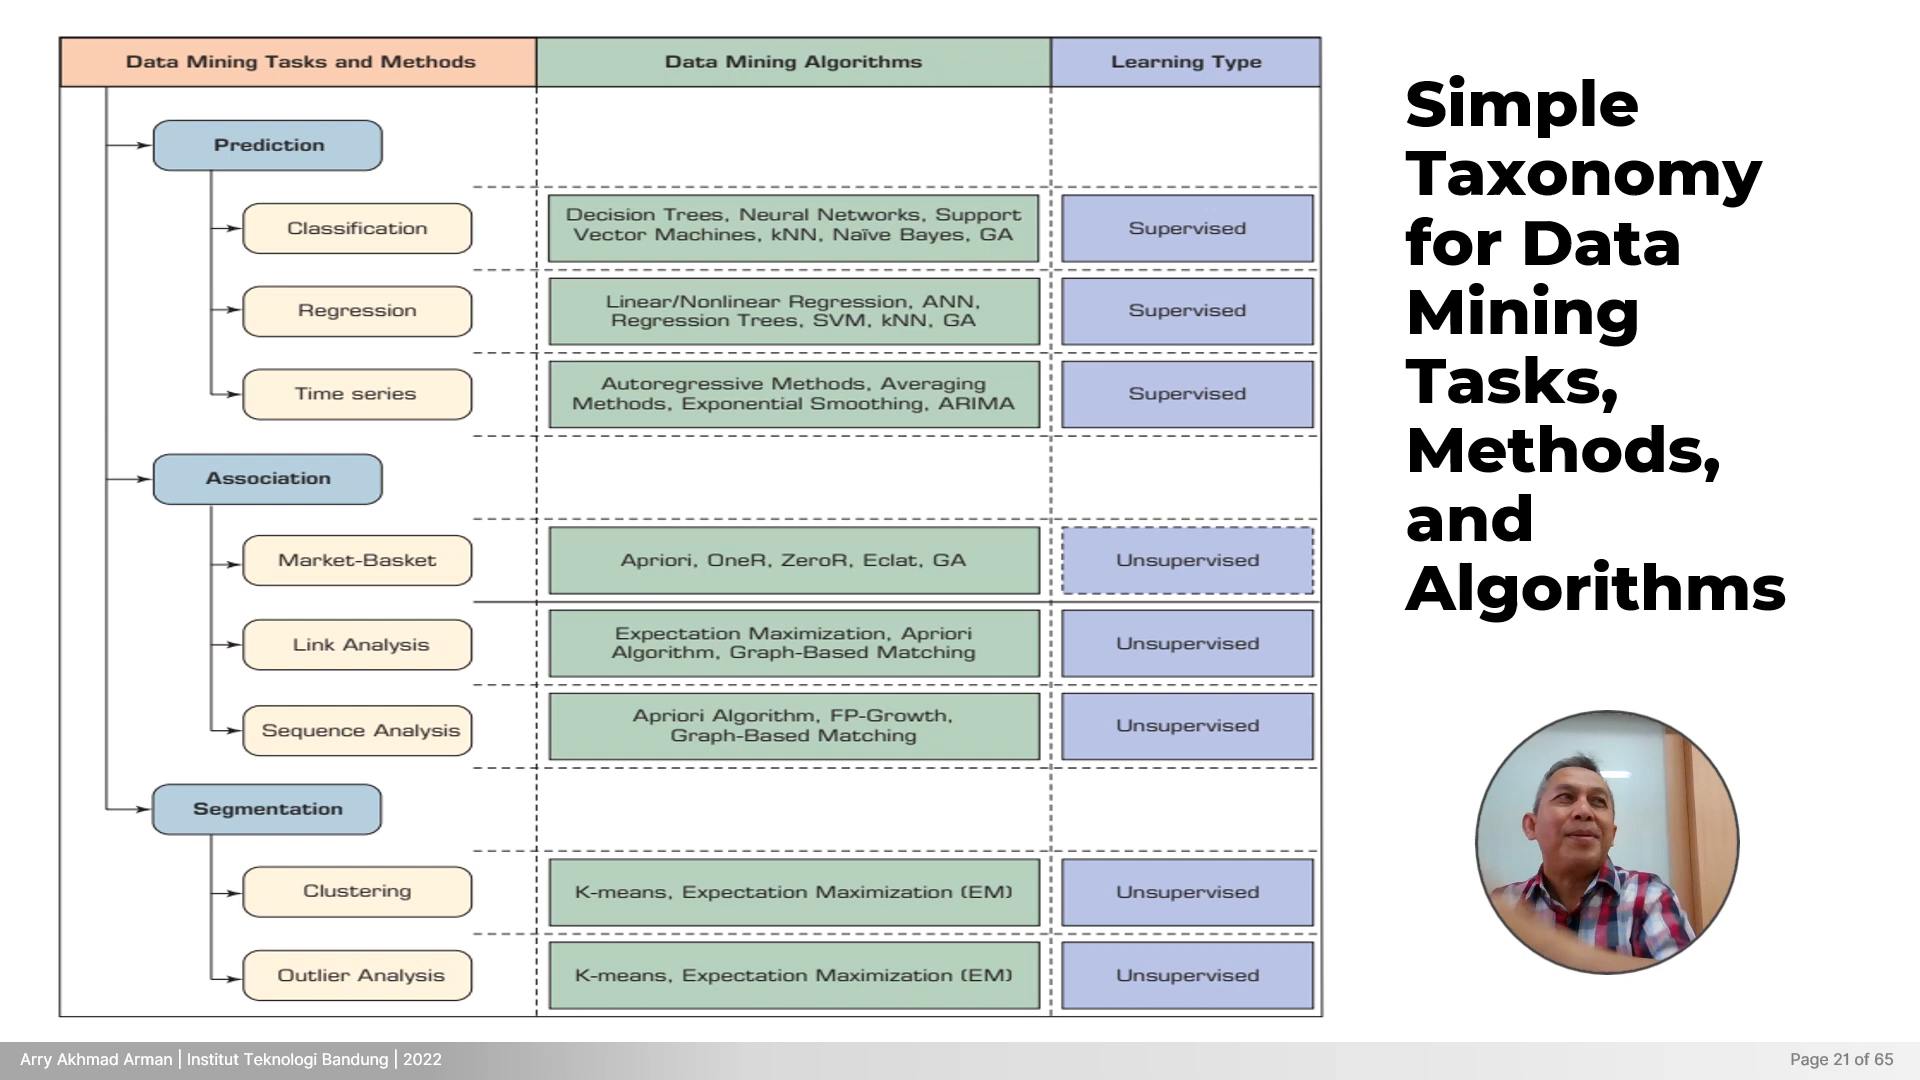 Data Mining Tasks and Methods
Data Mining Algorithms
Learning Type
Prediction
Classification
Decision Trees, Neural Networks, Support
Vector Machines, kNN, Naïve Bayes, GA
Supervised
Regression
Linear/Nonlinear Regression, ANN,
Regression Trees, SVM, kNN, GA
Supervised
Time series
Autoregressive Methods, Averaging
Methods, Exponential Smoothing, ARIMA
Supervised
Association
Market-Basket
Apriori, OneR, ZeroR, Eclat, GA
Unsupervised
Link Analysis
Expectation Maximization, Apriori
Algorithm, Graph-Based Matching
Unsupervised
Sequence Analysis
Apriori Algorithm, FP-Growth,
Graph-Based Matching
Unsupervised
Segmentation
Clustering
K-means, Expectation Maximization (EM)
Unsupervised
Outlier Analysis
K-means, Expectation Maximization (EM)
Unsupervised
Simple
Taxonomy
for Data
Mining
Tasks,
Methods,
and
Algorithms
Arry Akhmad Arman | Institut Teknologi Bandung | 2022
Page 21 of 65